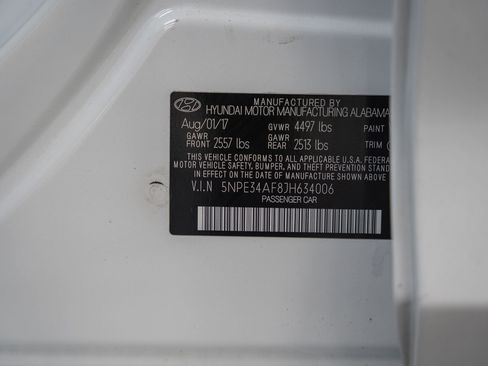 MANUFACTURED BY
HYUNDAI MOTOR MANUFACTURING ALABAMA
Aug/01/17 GVWR 4497 lbs PAINT
GAWR FRONT 2557 lbs GAWR REAR 2513 lbs TRIM
THIS VEHICLE CONFORMS TO ALL APPLICABLE U.S.A. FEDERAL
MOTOR VEHICLE SAFETY, BUMPER, AND THEFT PREVENTION STAND
IN EFFECT ON THE DATE OF MANUFACTURE SHOWN ABOVE.
V.I.N 5NPE34AF8JH634006
PASSENGER CAR